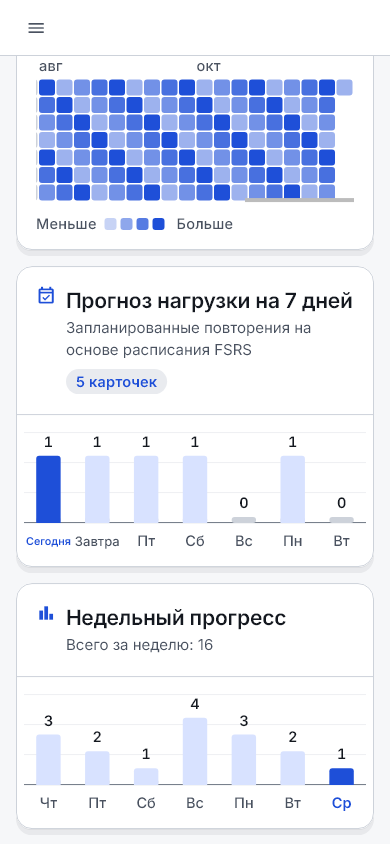 авг окт
Меньше Больше
Прогноз нагрузки на 7 дней
Запланированные повторения на
основе расписания FSRS
5 карточек
1 1 1 1 0 1 0
Сегодня Завтра Пт Сб Вс Пн Вт
Недельный прогресс
Всего за неделю: 16
3 2 1 4 3 2 1
Чт Пт Сб Вс Пн Вт Ср